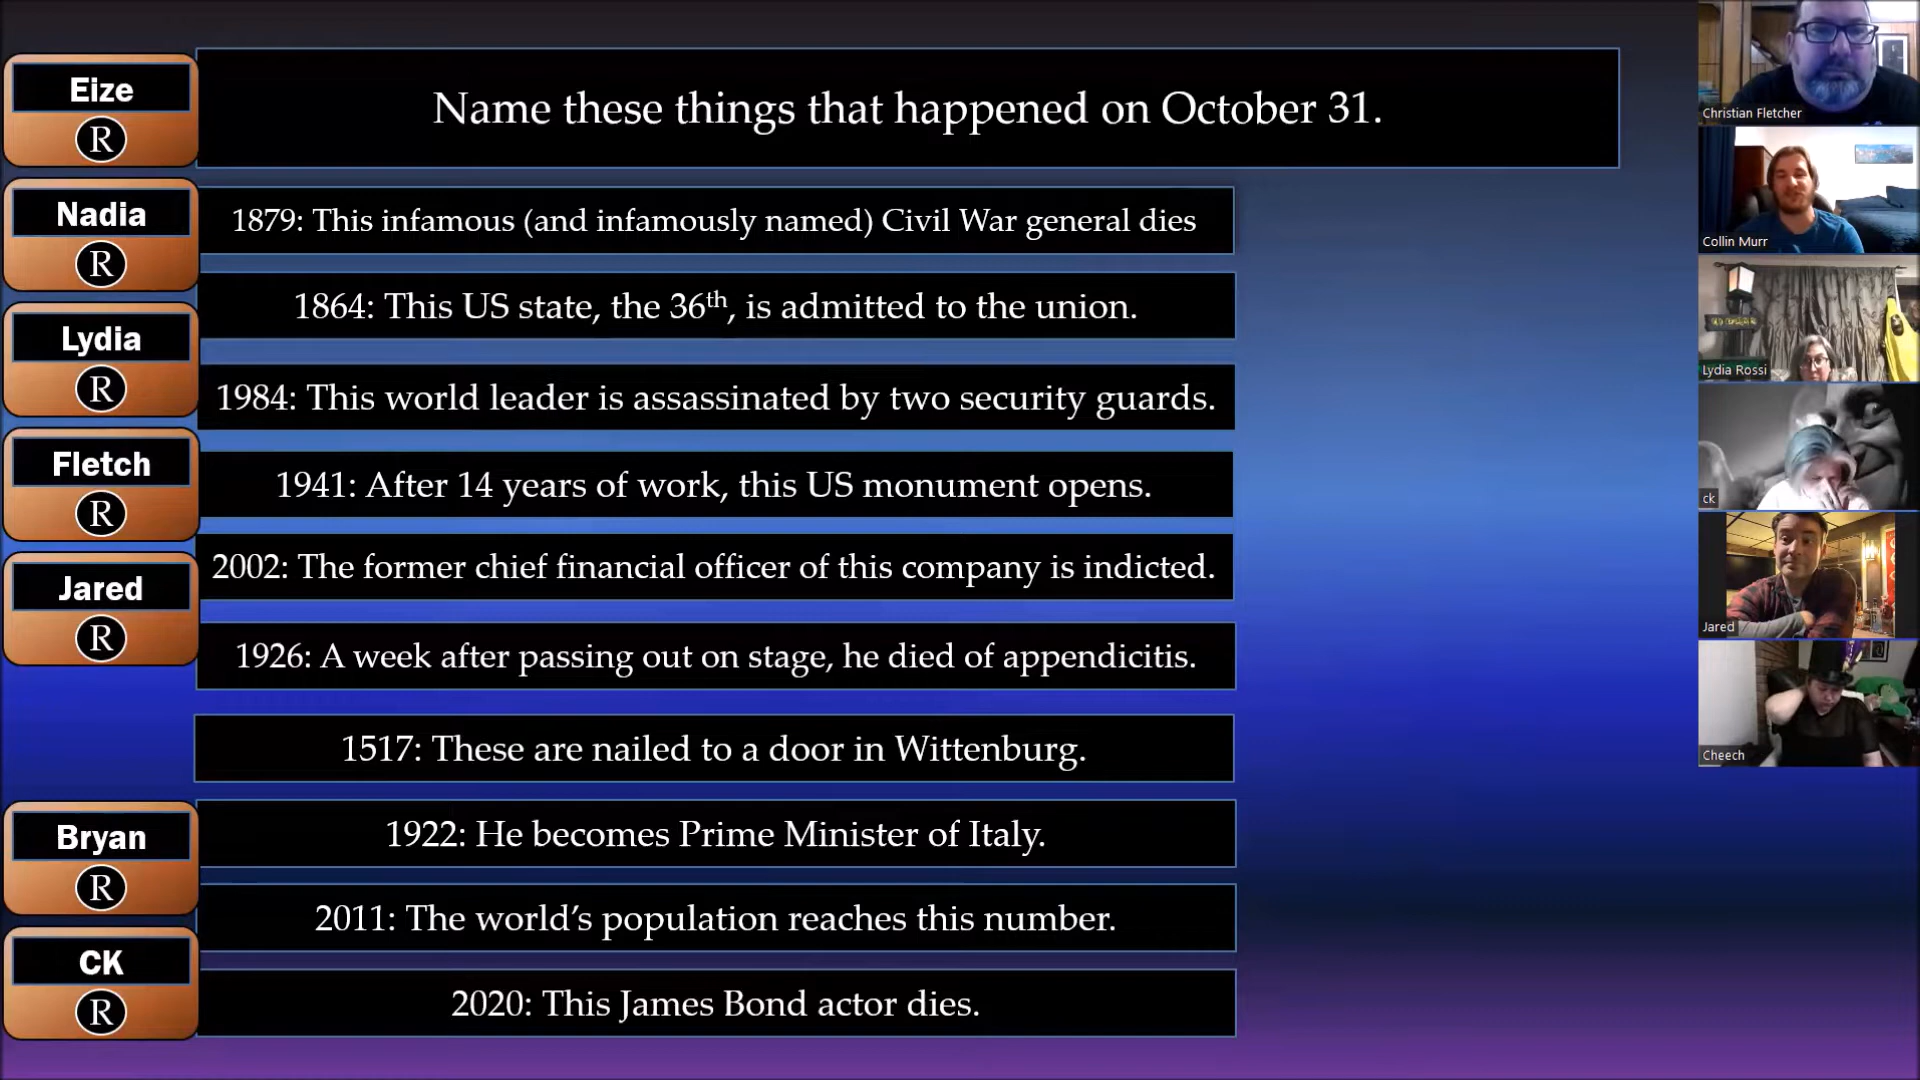 Name these things that happened on October 31.
Eize
R
Nadia
R
Lydia
R
Fletch
R
Jared
R
Bryan
R
CK
R
1879: This infamous (and infamously named) Civil War general dies
1864: This US state, the 36th, is admitted to the union.
1984: This world leader is assassinated by two security guards.
1941: After 14 years of work, this US monument opens.
2002: The former chief financial officer of this company is indicted.
1926: A week after passing out on stage, he died of appendicitis.
1517: These are nailed to a door in Wittenburg.
1922: He becomes Prime Minister of Italy.
2011: The world’s population reaches this number.
2020: This James Bond actor dies.
Christian Fletcher
Collin Murr
Lydia Rossi
ck
Jared
Cheech